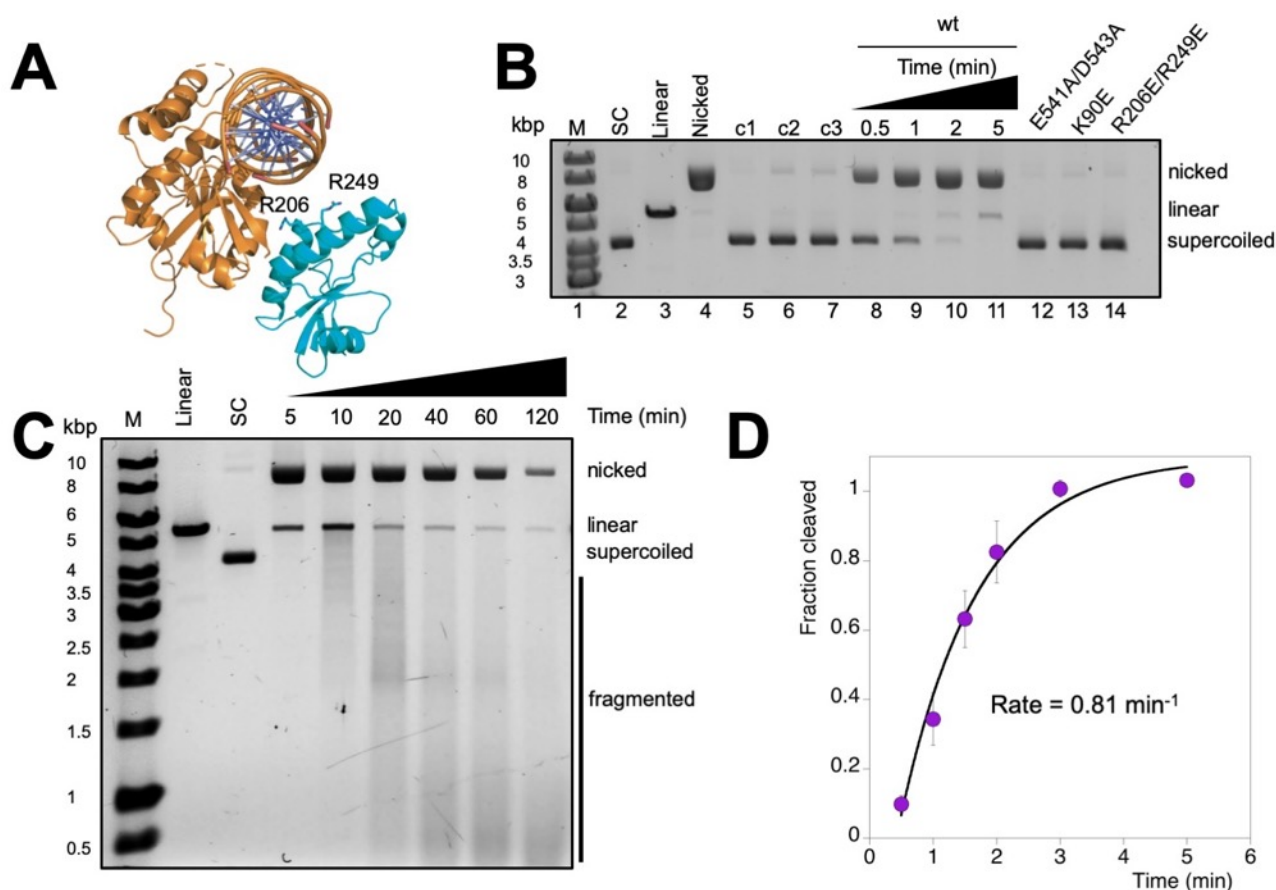 A
R249
R206
B
wt
Time (min)
kbp M SC Linear Nicked c1 c2 c3 0.5 1 2 5 E541A/D543A K90E R206E/R249E
10
8
6
5
4
3.5
3
nicked
linear
supercoiled
1 2 3 4 5 6 7 8 9 10 11 12 13 14
C
kbp M Linear SC 5 10 20 40 60 120 Time (min)
10
8
6
5
4
3.5
3
2.5
2
1.5
1
0.5
nicked
linear
supercoiled
fragmented
D
Fraction cleaved
1
0.8
0.6
0.4
0.2
0
Rate = 0.81 min-1
0 1 2 3 4 5 6
Time (min)